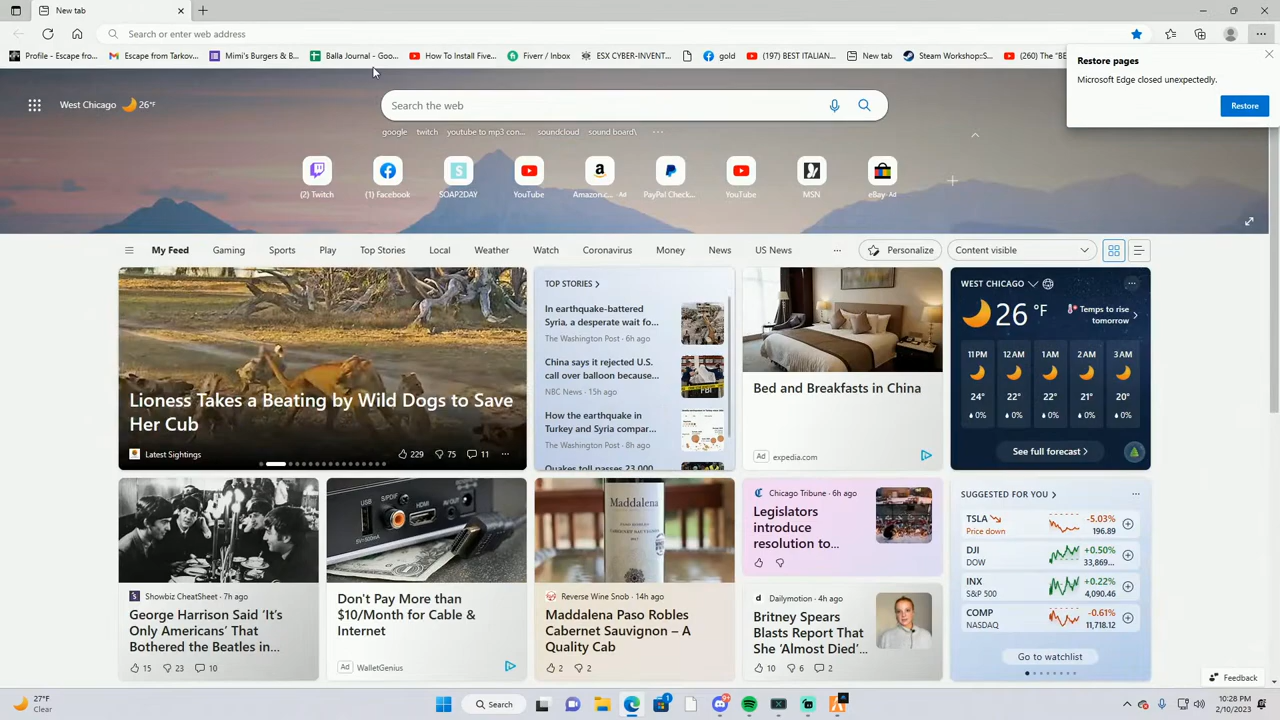 New tab
Search or enter web address
Profile - Escape fro...
Escape from Tarkov...
Mimi's Burgers & B...
Balla Journal - Goo...
How To Install Five...
Fiverr / Inbox
ESX CYBER-INVENT...
gold
(197) BEST ITALIAN...
New tab
Steam Workshop::S...
(260) The "BE
Restore pages
Microsoft Edge closed unexpectedly.
Restore
West Chicago
26°F
Search the web
google
twitch
youtube to mp3 con...
soundcloud
sound board\
(2) Twitch
(1) Facebook
SOAP2DAY
YouTube
Amazon.c... Ad
PayPal Check...
YouTube
MSN
eBay Ad
My Feed
Gaming
Sports
Play
Top Stories
Local
Weather
Watch
Coronavirus
Money
News
US News
Personalize
Content visible
Lioness Takes a Beating by Wild Dogs to Save
Her Cub
Latest Sightings
229
75
11
TOP STORIES
In earthquake-battered
Syria, a desperate wait fo...
The Washington Post · 6h ago
China says it rejected U.S.
call over balloon because...
NBC News · 15h ago
How the earthquake in
Turkey and Syria compar...
The Washington Post · 8h ago
Quakes toll passes 23,000
Bed and Breakfasts in China
Ad
expedia.com
WEST CHICAGO
26 °F
Temps to rise
tomorrow
11 PM
12 AM
1 AM
2 AM
3 AM
24°
22°
22°
21°
20°
0%
0%
0%
0%
0%
See full forecast
Showbiz CheatSheet · 7h ago
George Harrison Said 'It's
Only Americans' That
Bothered the Beatles in...
15
23
10
USB
S/PDIF
HDMI
AV OUT
5V=500mA
Don't Pay More than
$10/Month for Cable &
Internet
Ad
WalletGenius
Maddalena
Reverse Wine Snob · 14h ago
Maddalena Paso Robles
Cabernet Sauvignon – A
Quality Cab
2
2
Chicago Tribune · 6h ago
Legislators
introduce
resolution to...
Dailymotion · 4h ago
Britney Spears
Blasts Report That
She 'Almost Died'...
10
6
2
SUGGESTED FOR YOU
TSLA
Price down
-5.03%
196.89
DJI
DOW
+0.50%
33,869...
INX
S&P 500
+0.22%
4,090.46
COMP
NASDAQ
-0.61%
11,718.12
Go to watchlist
Feedback
27°F
Clear
Search
10:28 PM
2/10/2023